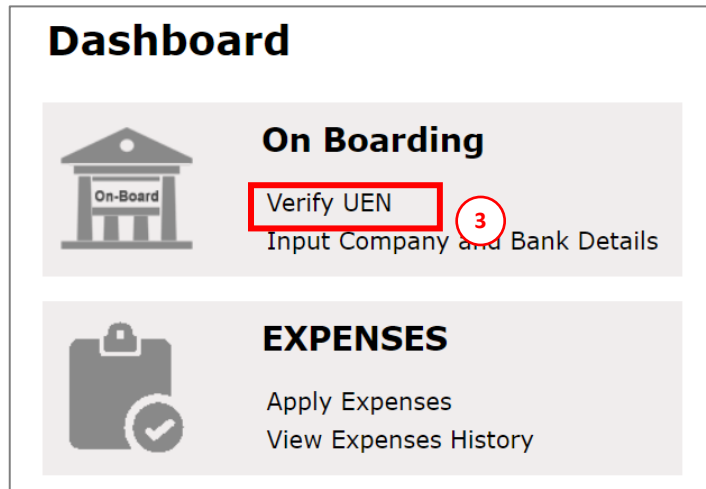 Dashboard
On Boarding
On-Board
Verify UEN
3
Input Company and Bank Details
EXPENSES
Apply Expenses
View Expenses History